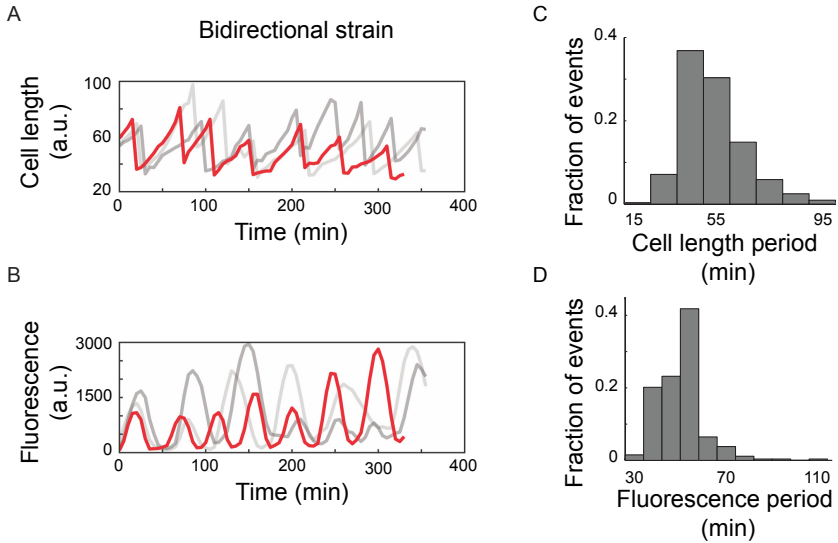 A
Bidirectional strain
Cell length
(a.u.)
100
60
20
0
100
200
300
400
Time (min)
B
Fluorescence
(a.u.)
3000
1500
0
0
100
200
300
400
Time (min)
C
Fraction of events
0.4
0.2
0
15
55
95
Cell length period
(min)
D
Fraction of events
0.4
0.2
0
30
70
110
Fluorescence period
(min)